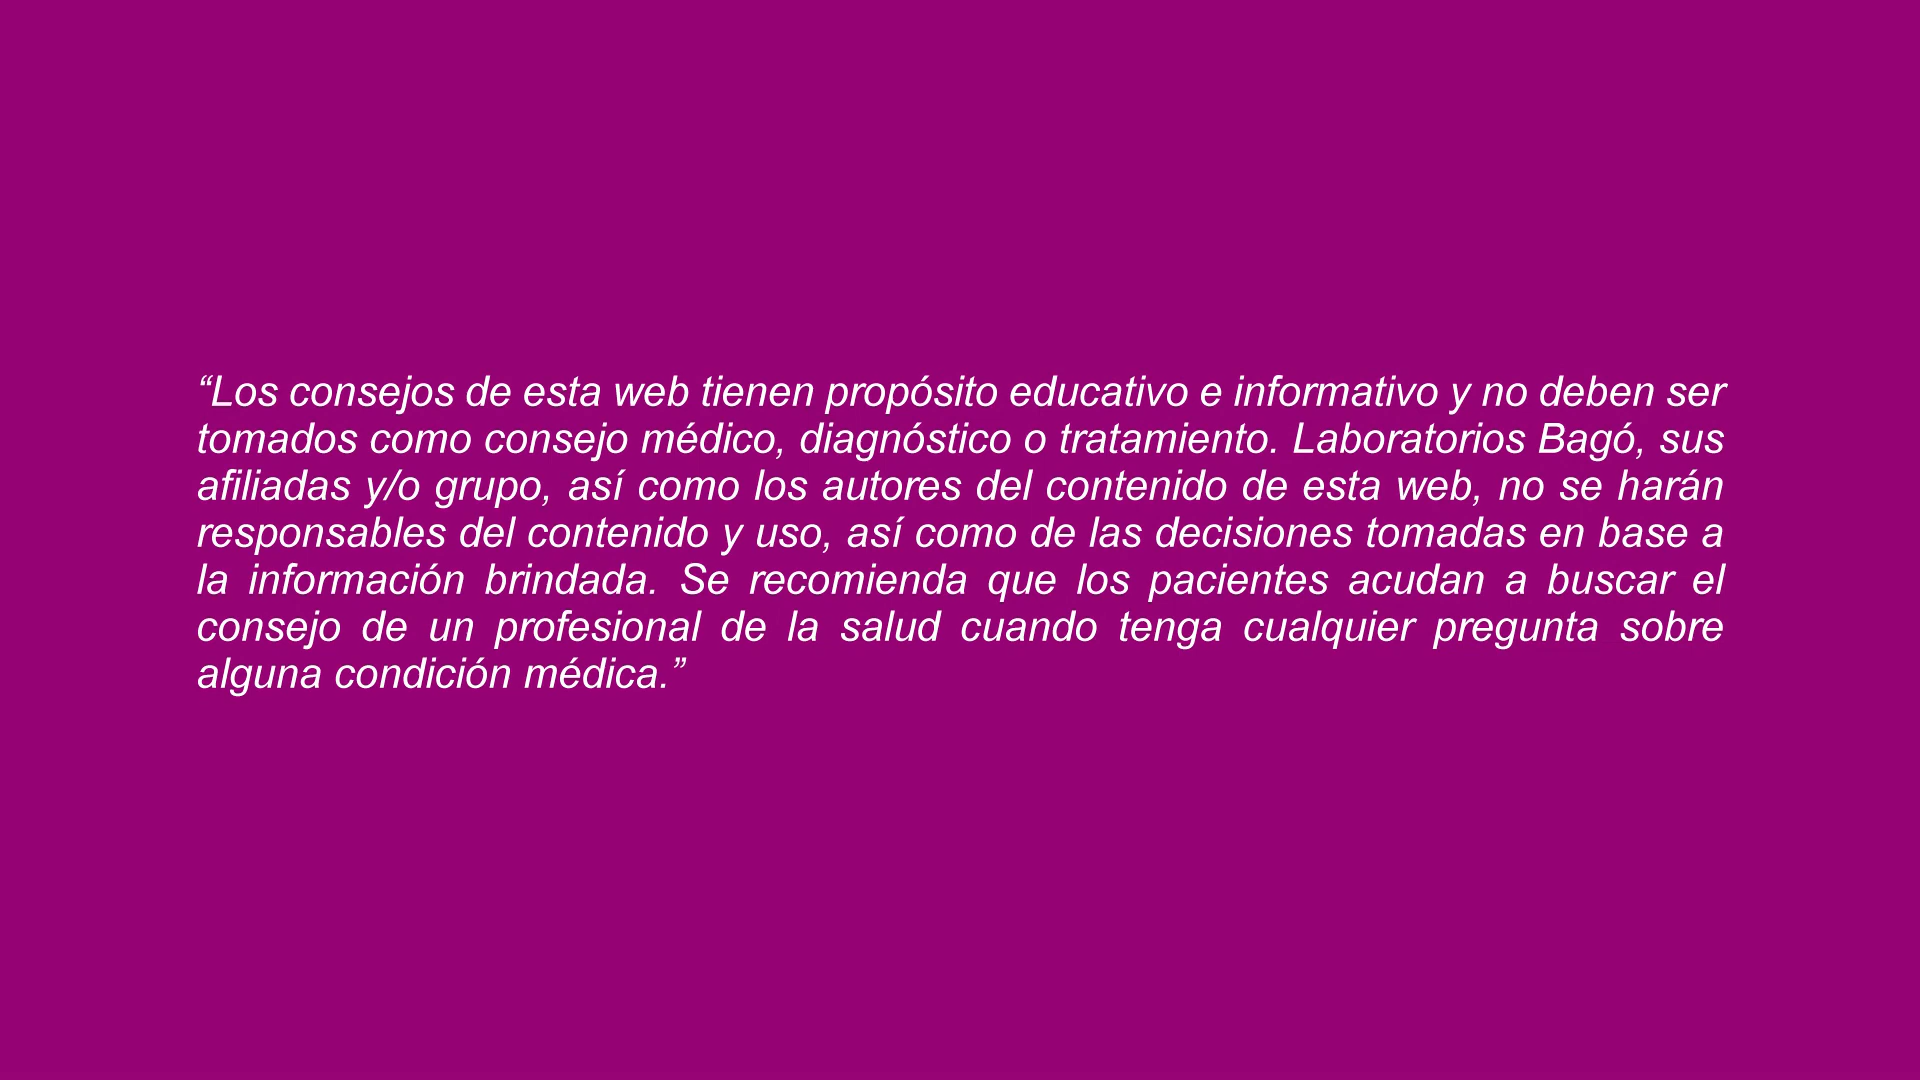 “Los consejos de esta web tienen propósito educativo e informativo y no deben ser
tomados como consejo médico, diagnóstico o tratamiento. Laboratorios Bagó, sus
afiliadas y/o grupo, así como los autores del contenido de esta web, no se harán
responsables del contenido y uso, así como de las decisiones tomadas en base a
la información brindada. Se recomienda que los pacientes acudan a buscar el
consejo de un profesional de la salud cuando tenga cualquier pregunta sobre
alguna condición médica.”